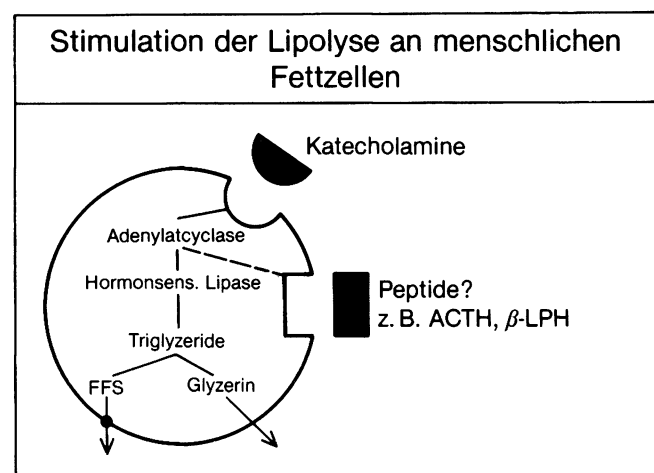 Stimulation der Lipolyse an menschlichen
Fettzellen
Katecholamine
Adenylatcyclase
Hormonsens. Lipase
Peptide?
z. B. ACTH, β-LPH
Triglyzeride
FFS
Glyzerin